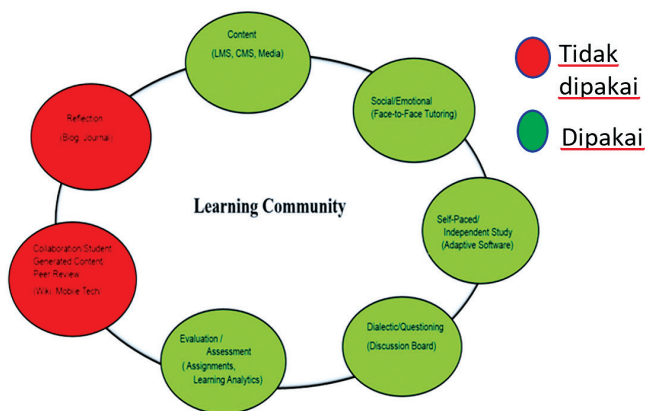 Content
(LMS, CMS, Media)
Social/Emotional
(Face-to-Face Tutoring)
Self-Paced/
Independent Study
(Adaptive Software)
Dialectic/Questioning
(Discussion Board)
Evaluation /
Assessment
( Assignments,
Learning Analytics)
Collaboration/Student
Generated Content
Peer Review
(Wiki, Mobile Tech)
Reflection
(Blog, Journal)
Learning Community
Tidak
dipakai
Dipakai